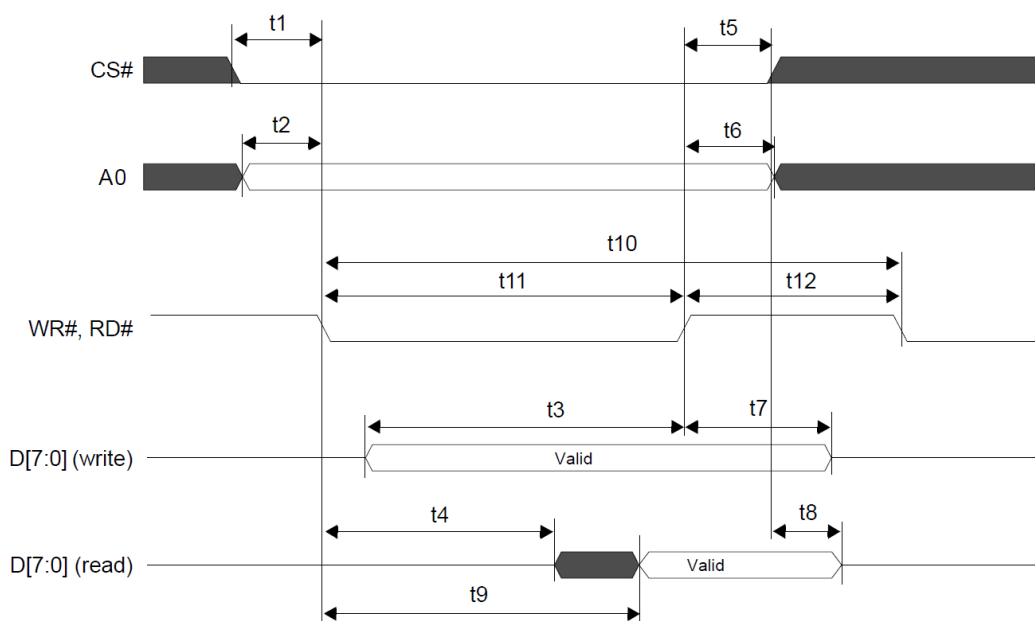 t1
t5
CS#
t2
t6
A0
t10
t11
t12
WR#, RD#
t3
t7
D[7:0] (write)
Valid
t4
t8
D[7:0] (read)
Valid
t9